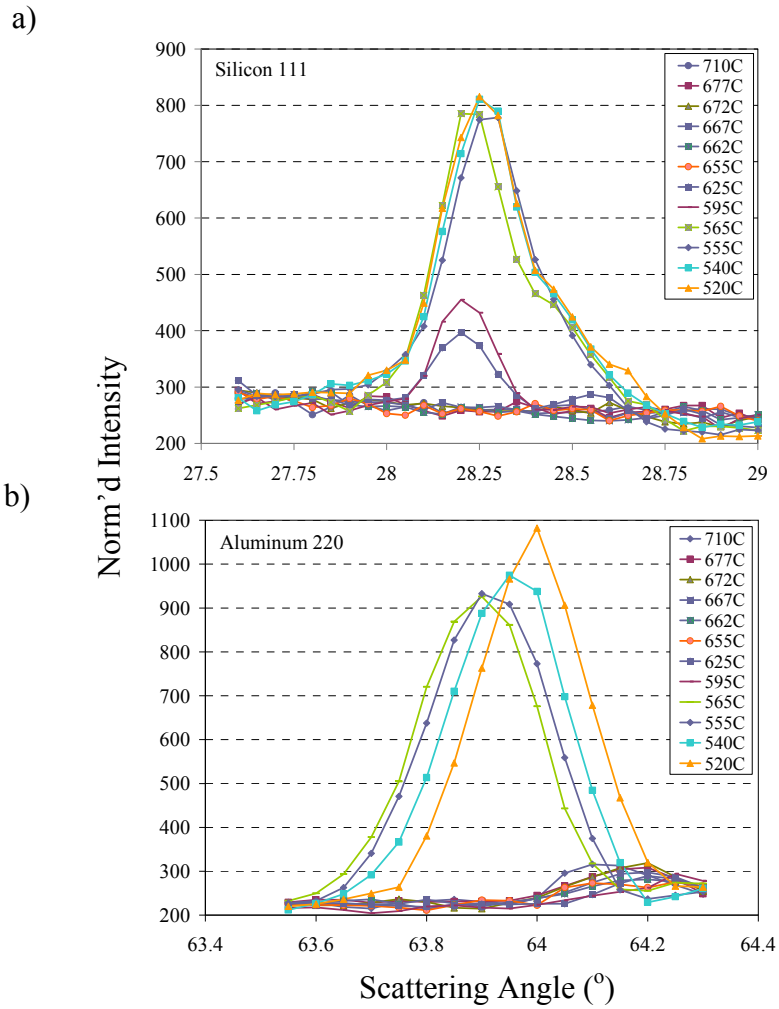 a)
900
800
700
600
500
400
300
200
Silicon 111
710C
677C
672C
667C
662C
655C
625C
595C
565C
555C
540C
520C
27.5 27.75 28 28.25 28.5 28.75 29
Norm'd Intensity
b)
1100
1000
900
800
700
600
500
400
300
200
Aluminum 220
710C
677C
672C
667C
662C
655C
625C
595C
565C
555C
540C
520C
63.4 63.6 63.8 64 64.2 64.4
Scattering Angle (°)